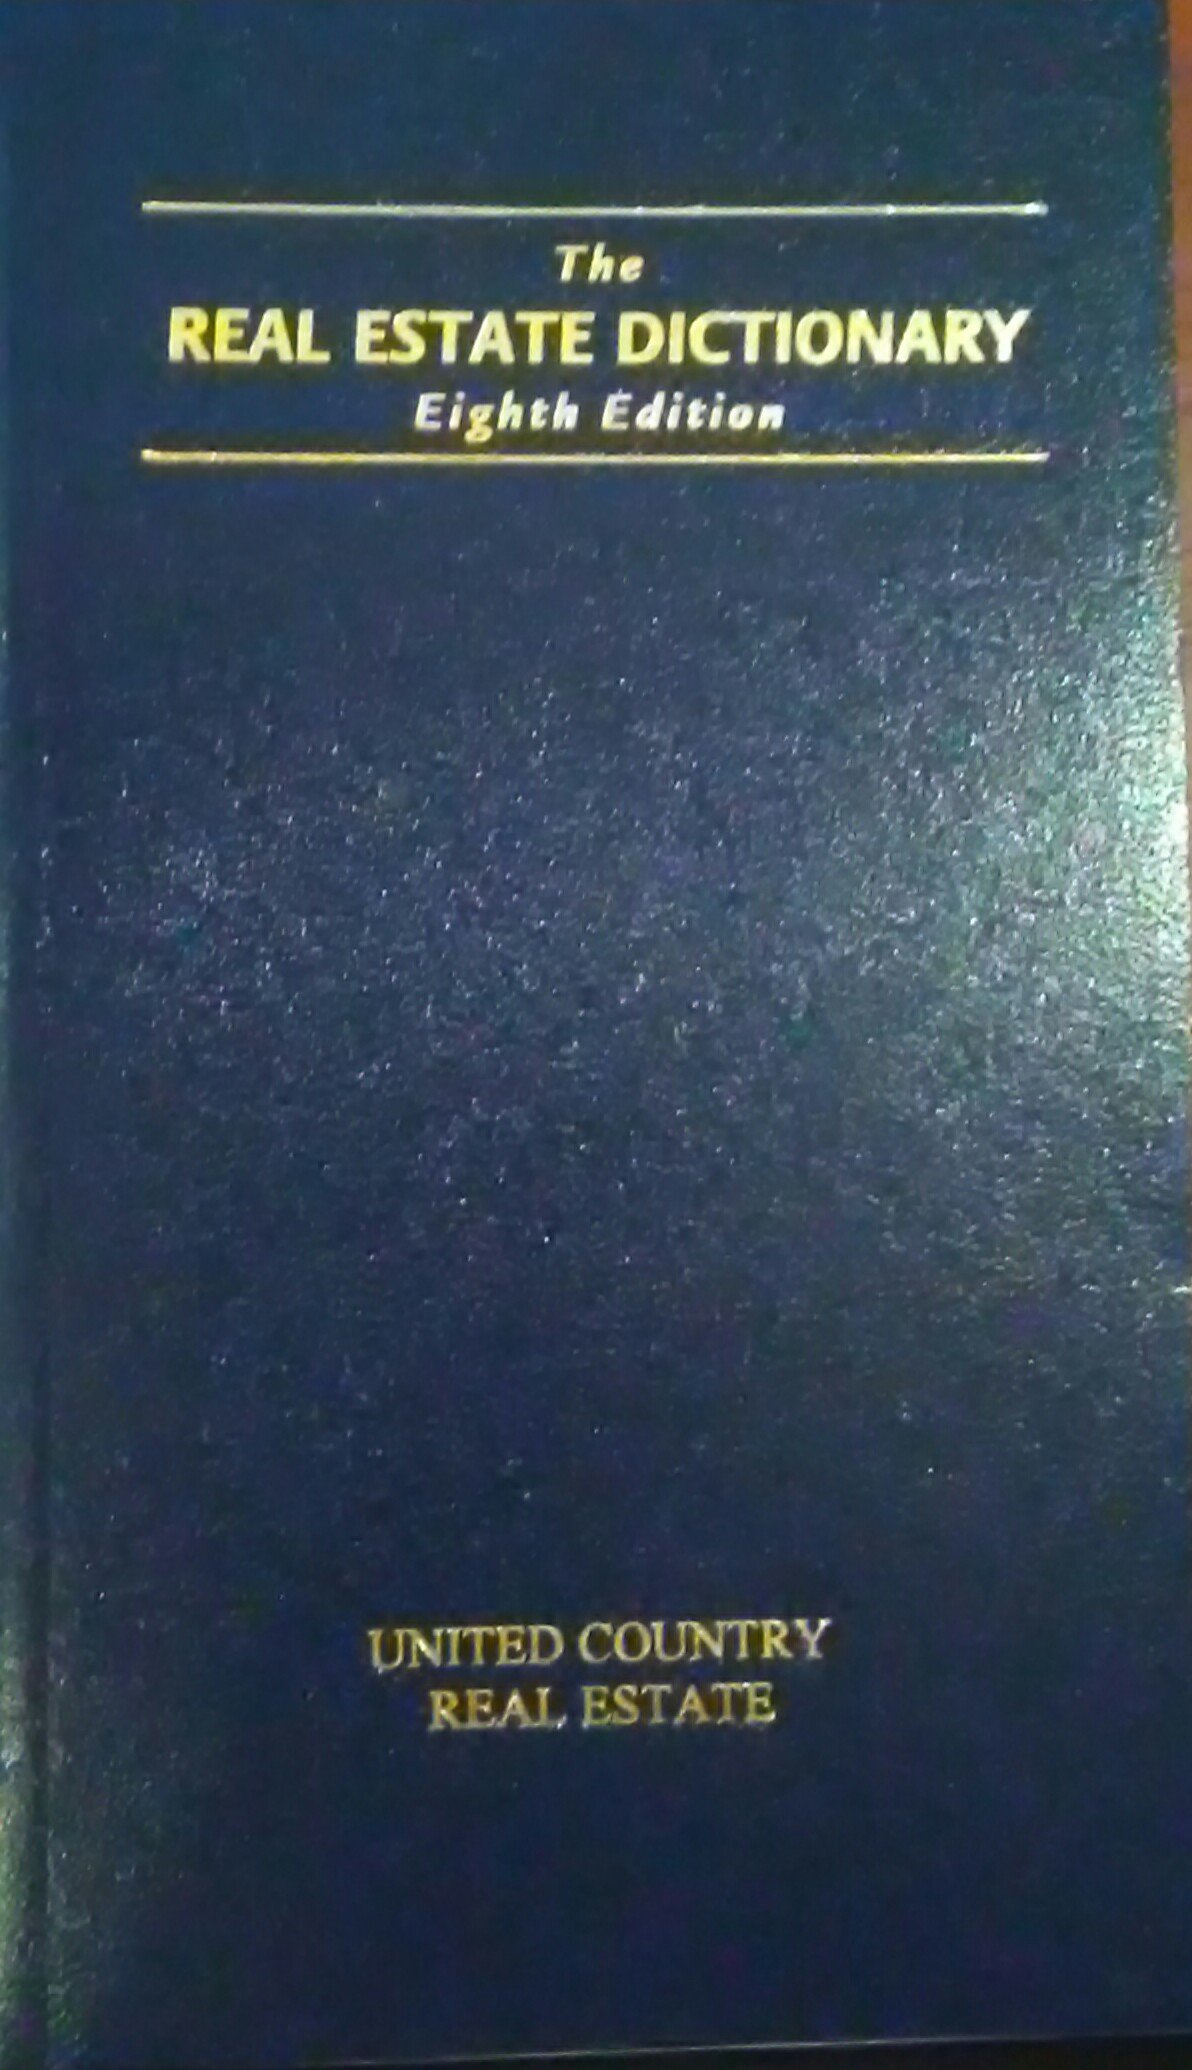 The
REAL ESTATE DICTIONARY
Eighth Edition
UNITED COUNTRY
REAL ESTATE